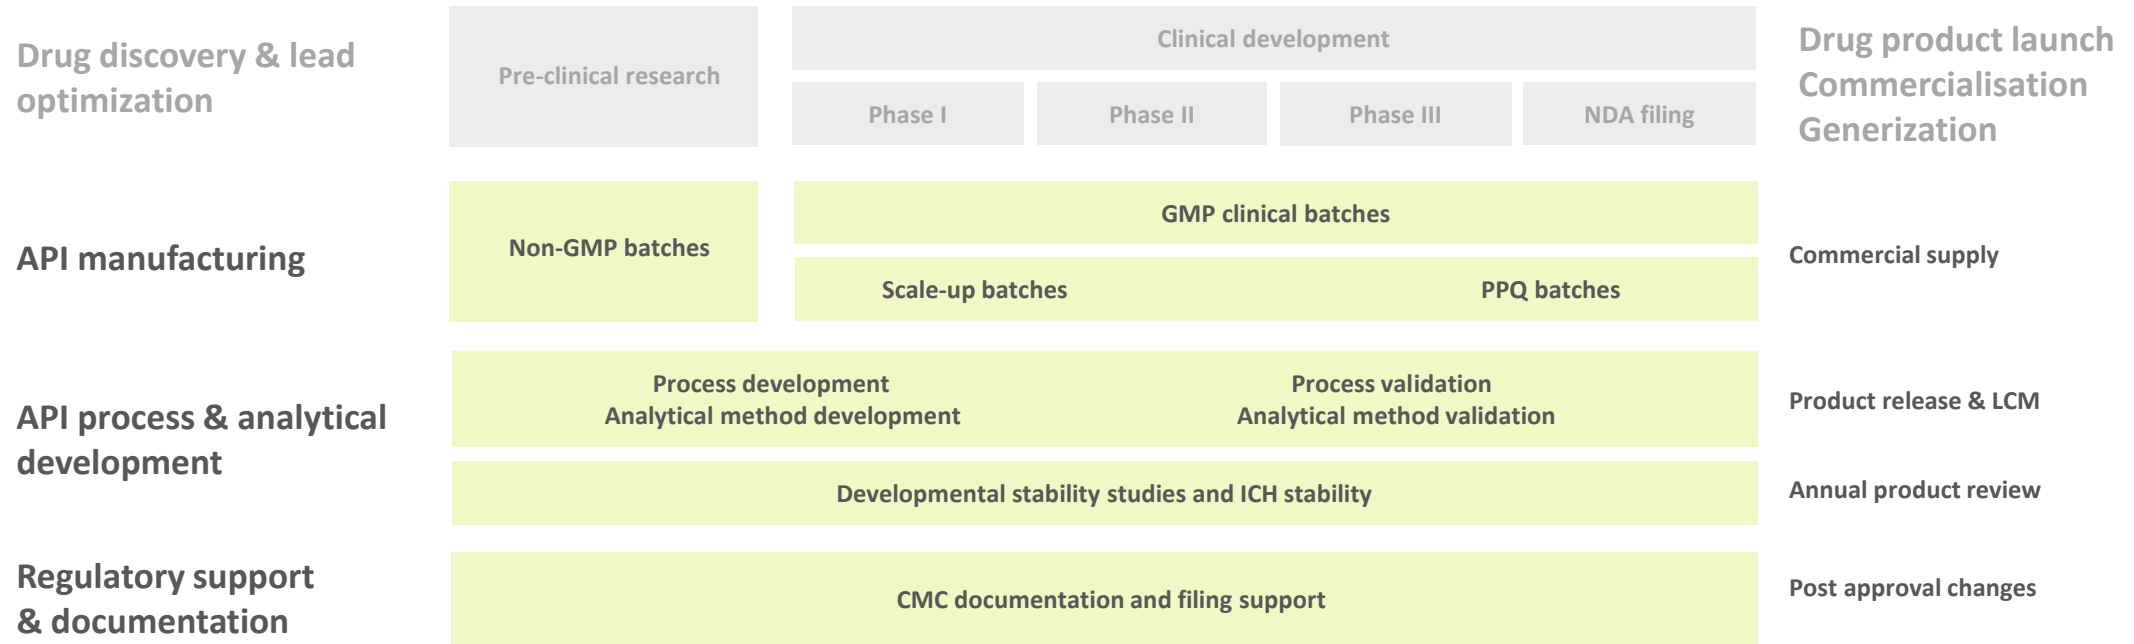 Drug discovery & lead
optimization
Pre-clinical research
Clinical development
Phase I
Phase II
Phase III
NDA filing
Drug product launch
Commercialisation
Generization
API manufacturing
Non-GMP batches
GMP clinical batches
Scale-up batches
PPQ batches
Commercial supply
API process & analytical
development
Process development
Analytical method development
Process validation
Analytical method validation
Product release & LCM
Developmental stability studies and ICH stability
Annual product review
Regulatory support
& documentation
CMC documentation and filing support
Post approval changes